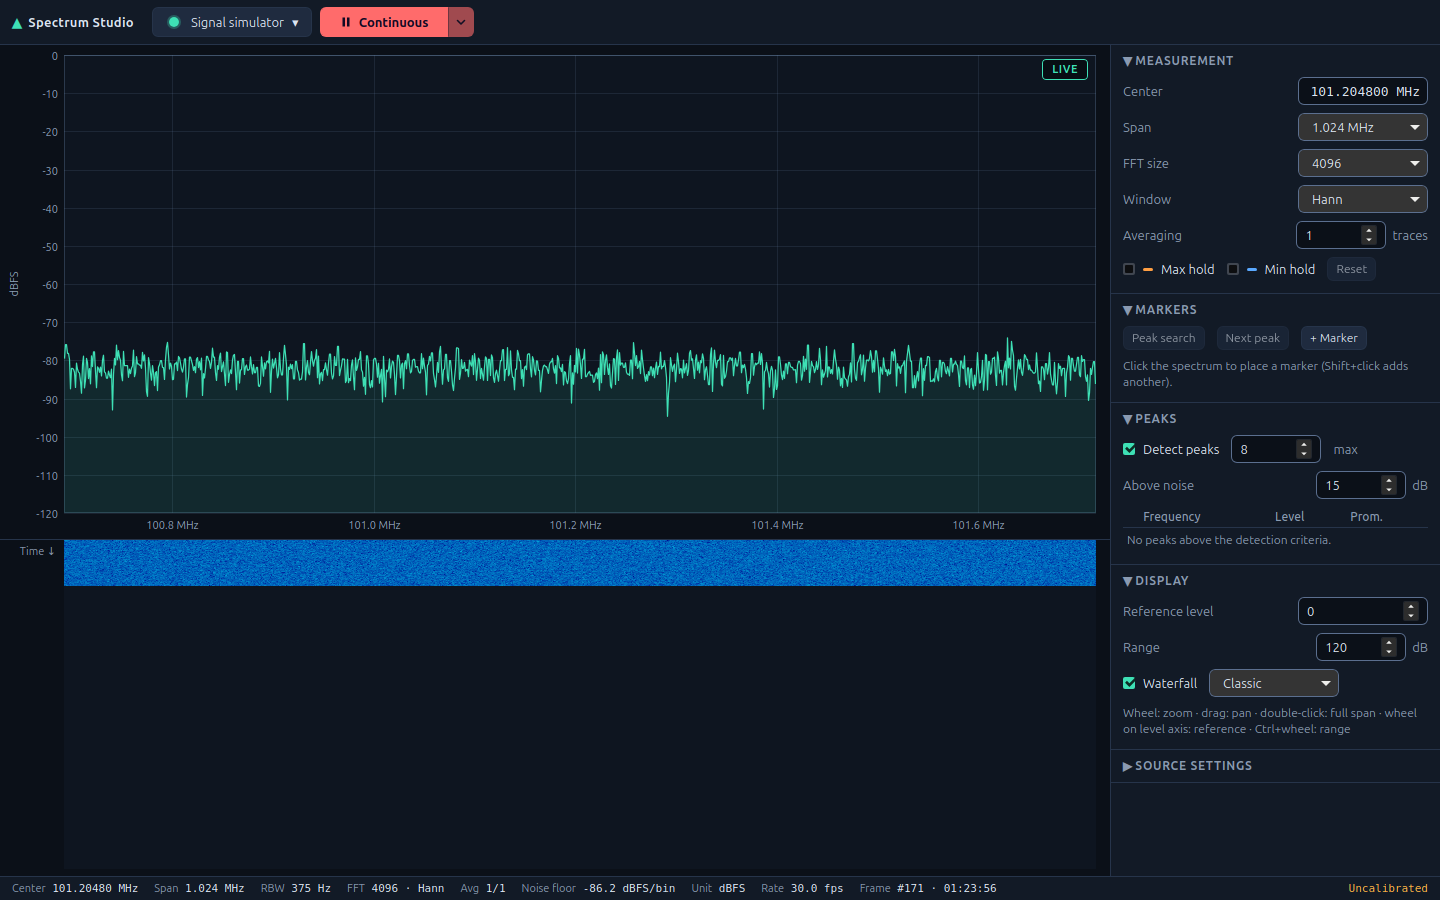 Spectrum Studio
Signal simulator ▾
Continuous
LIVE
0
-10
-20
-30
-40
-50
-60
-70
-80
-90
-100
-110
-120
dBFS
100.8 MHz 101.0 MHz 101.2 MHz 101.4 MHz 101.6 MHz
Time ↓
▼ MEASUREMENT
Center 101.204800 MHz
Span 1.024 MHz
FFT size 4096
Window Hann
Averaging 1 traces
Max hold Min hold Reset
▼ MARKERS
Peak search Next peak + Marker
Click the spectrum to place a marker (Shift+click adds
another).
▼ PEAKS
Detect peaks 8 max
Above noise 15 dB
Frequency Level Prom.
No peaks above the detection criteria.
▼ DISPLAY
Reference level 0
Range 120 dB
Waterfall Classic
Wheel: zoom · drag: pan · double-click: full span · wheel
on level axis: reference · Ctrl+wheel: range
▶ SOURCE SETTINGS
Center 101.20480 MHz Span 1.024 MHz RBW 375 Hz FFT 4096 · Hann Avg 1/1 Noise floor -86.2 dBFS/bin Unit dBFS Rate 30.0 fps Frame #171 · 01:23:56 Uncalibrated